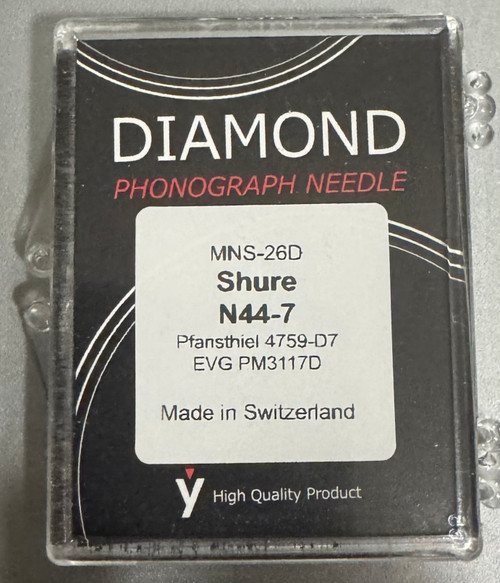 DIAMOND
PHONOGRAPH NEEDLE
MNS-26D
Shure
N44-7
Pfansthiel 4759-D7
EVG PM3117D
Made in Switzerland
y High Quality Product